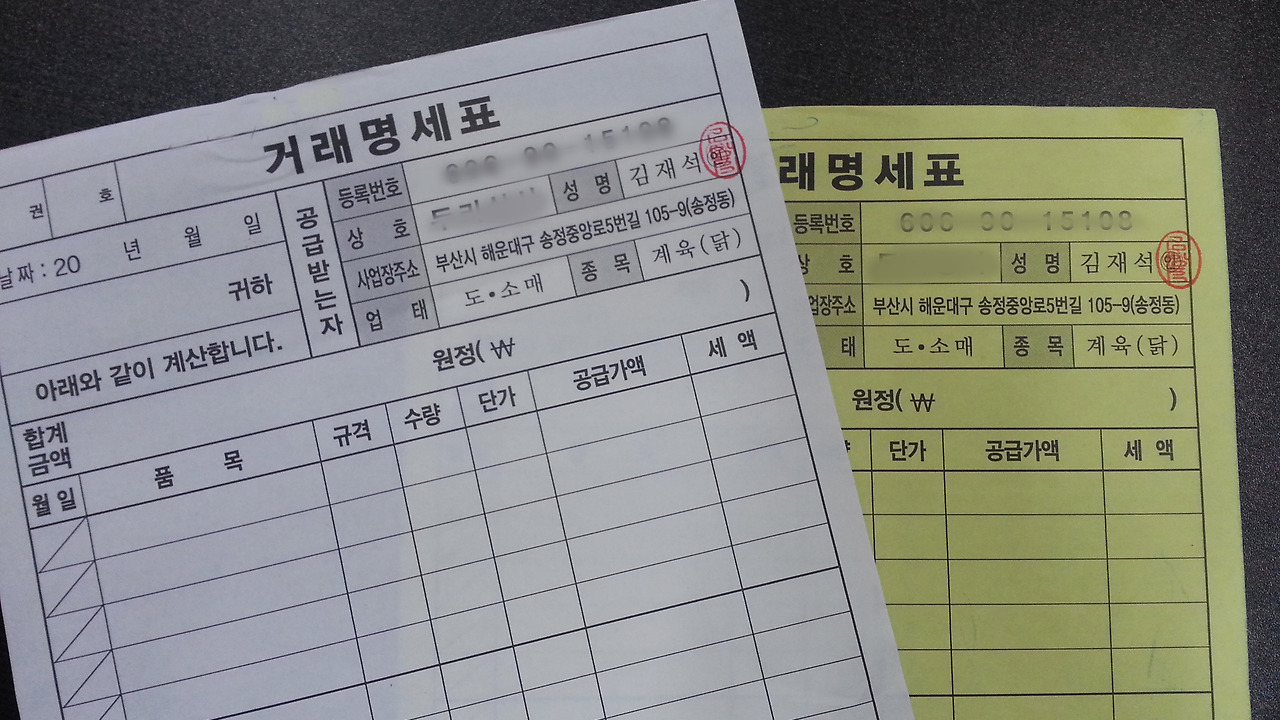 거래명세표
권 호
날짜 : 20 년 월 일
귀하
아래와 같이 계산합니다.
공급받는자
등록번호
상 호
성 명 김재석
사업장주소 부산시 해운대구 송정중앙로5번길 105-9(송정동)
업 태 도•소매 종 목 계육(닭)
합계금액 원정(₩ )
월 일 품 목 규격 수량 단가 공급가액 세 액
래명세표
등록번호
상 호 성 명 김재석
업장주소 부산시 해운대구 송정중앙로5번길 105-9(송정동)
태 도•소매 종 목 계육(닭)
원정(₩ )
단가 공급가액 세 액